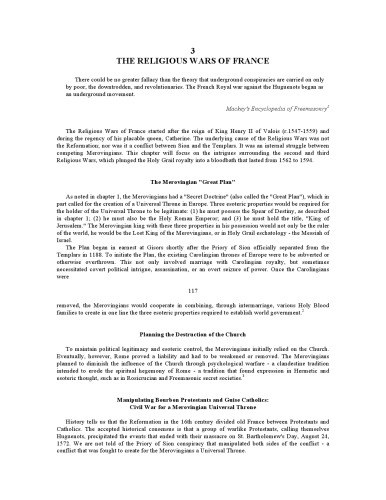 3
THE RELIGIOUS WARS OF FRANCE
There could be no greater fallacy than the theory that underground conspiracies are carried on only
by poor, the downtrodden, and revolutionaries. The French Royal war against the Huguenots began as
an underground movement.
Mackey's Encyclopedia of Freemasonry¹
The Religious Wars of France started after the reign of King Henry II of Valois (r.1547-1559) and
during the regency of his placable queen, Catherine. The underlying cause of the Religious Wars was not
the Reformation, nor was it a conflict between Sion and the Templars. It was an internal struggle between
competing Merovingians. This chapter will focus on the intrigues surrounding the second and third
Religious Wars, which plunged the Holy Grail royalty into a bloodbath that lasted from 1562 to 1594.
The Merovingian "Great Plan"
As noted in chapter 1, the Merovingians had a "Secret Doctrine" (also called the "Great Plan"), which in
part called for the creation of a Universal Throne in Europe. Three esoteric properties would be required for
the holder of the Universal Throne to be legitimate: (1) he must possess the Spear of Destiny, as described
in chapter 1; (2) he must also be the Holy Roman Emperor; and (3) he must hold the title, "King of
Jerusalem." The Merovingian king with these three properties in his possession would not only be the ruler
of the world, he would be the Lost King of the Merovingians, or in Holy Grail eschatology - the Messiah of
Israel.
The Plan began in earnest at Gisors shortly after the Priory of Sion officially separated from the
Templars in 1188. To initiate the Plan, the existing Carolingian thrones of Europe were to be subverted or
otherwise overthrown. This not only involved marriage with Carolingian royalty, but sometimes
necessitated covert political intrigue, assassination, or an overt seizure of power. Once the Carolingians
were
117
removed, the Merovingians would cooperate in combining, through intermarriage, various Holy Blood
families to create in one line the three esoteric properties required to establish world government.²
Planning the Destruction of the Church
To maintain political legitimacy and esoteric control, the Merovingians initially relied on the Church.
Eventually, however, Rome proved a liability and had to be weakened or removed. The Merovingians
planned to diminish the influence of the Church through psychological warfare - a clandestine tradition
intended to erode the spiritual hegemony of Rome - a tradition that found expression in Hermetic and
esoteric thought, such as in Rosicrucian and Freemasonic secret societies.³
Manipulating Bourbon Protestants and Guise Catholics:
Civil War for a Merovingian Universal Throne
History tells us that the Reformation in the 16th century divided old France between Protestants and
Catholics. The accepted historical consensus is that a group of warlike Protestants, calling themselves
Huguenots, precipitated the events that ended with their massacre on St. Bartholomew's Day, August 24,
1572. We are not told of the Priory of Sion conspiracy that manipulated both sides of the conflict - a
conflict that was fought to create for the Merovingians a Universal Throne.